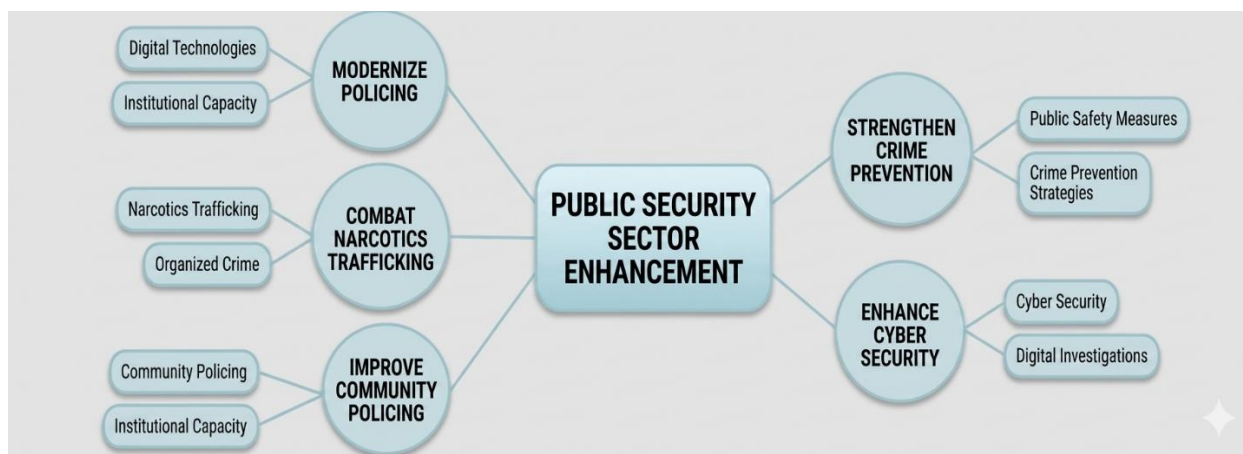 Digital Technologies
Institutional Capacity
MODERNIZE
POLICING
Narcotics Trafficking
Organized Crime
COMBAT
NARCOTICS
TRAFFICKING
Community Policing
Institutional Capacity
IMPROVE
COMMUNITY
POLICING
PUBLIC SECURITY
SECTOR
ENHANCEMENT
STRENGTHEN
CRIME
PREVENTION
Public Safety Measures
Crime Prevention
Strategies
ENHANCE
CYBER
SECURITY
Cyber Security
Digital Investigations